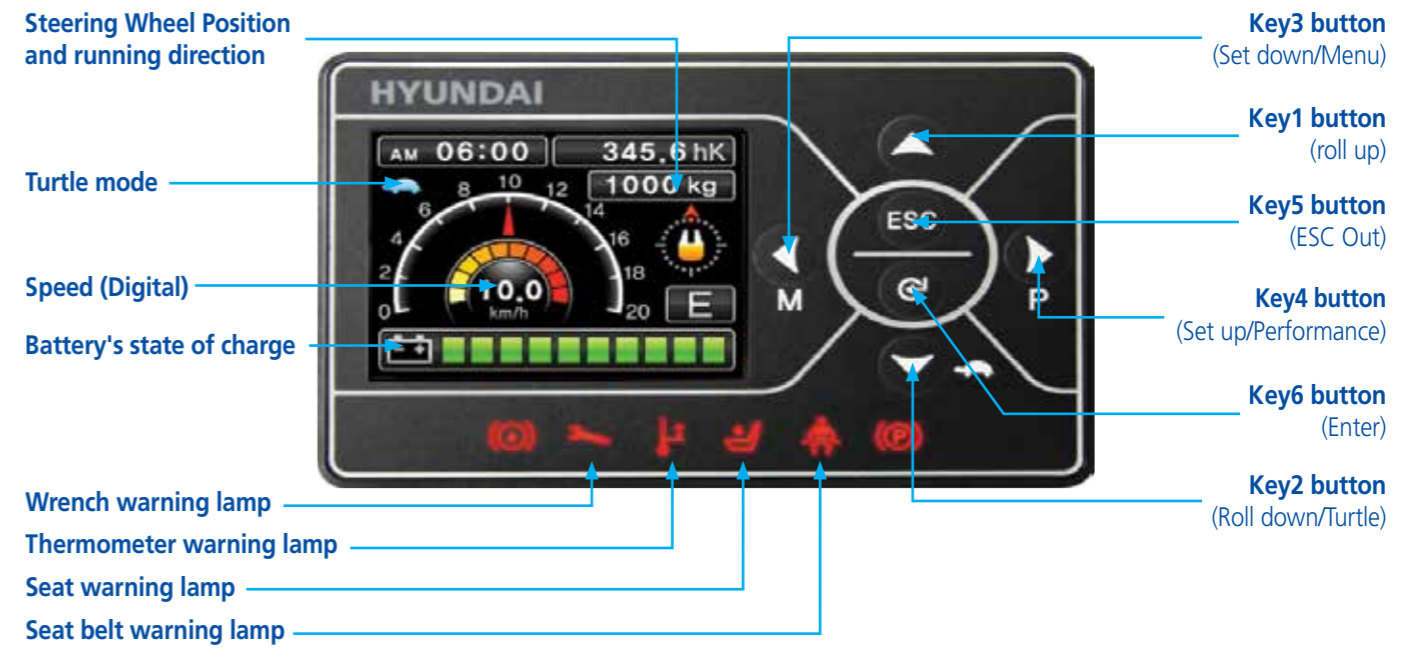 Steering Wheel Position
and running direction
Turtle mode
Speed (Digital)
Battery's state of charge
Wrench warning lamp
Thermometer warning lamp
Seat warning lamp
Seat belt warning lamp
HYUNDAI
AM 06:00
345.6 hK
1000 kg
0
2
4
6
8
10
12
14
16
18
20
10.0
km/h
E
ESC
M
P
(P)
Key3 button
(Set down/Menu)
Key1 button
(roll up)
Key5 button
(ESC Out)
Key4 button
(Set up/Performance)
Key6 button
(Enter)
Key2 button
(Roll down/Turtle)